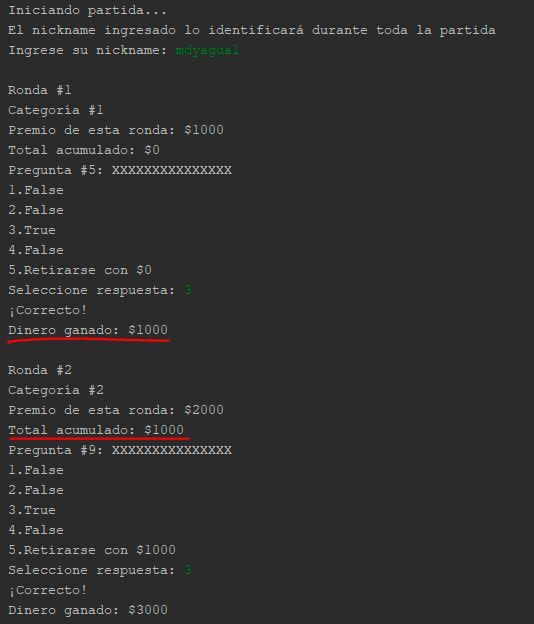 Iniciando partida...
El nickname ingresado lo identificará durante toda la partida
Ingrese su nickname: mdyagual
Ronda #1
Categoría #1
Premio de esta ronda: $1000
Total acumulado: $0
Pregunta #5: XXXXXXXXXXXXXXX
1.False
2.False
3.True
4.False
5.Retirarse con $0
Seleccione respuesta: 3
¡Correcto!
Dinero ganado: $1000
Ronda #2
Categoría #2
Premio de esta ronda: $2000
Total acumulado: $1000
Pregunta #9: XXXXXXXXXXXXXXX
1.False
2.False
3.True
4.False
5.Retirarse con $1000
Seleccione respuesta: 3
¡Correcto!
Dinero ganado: $3000